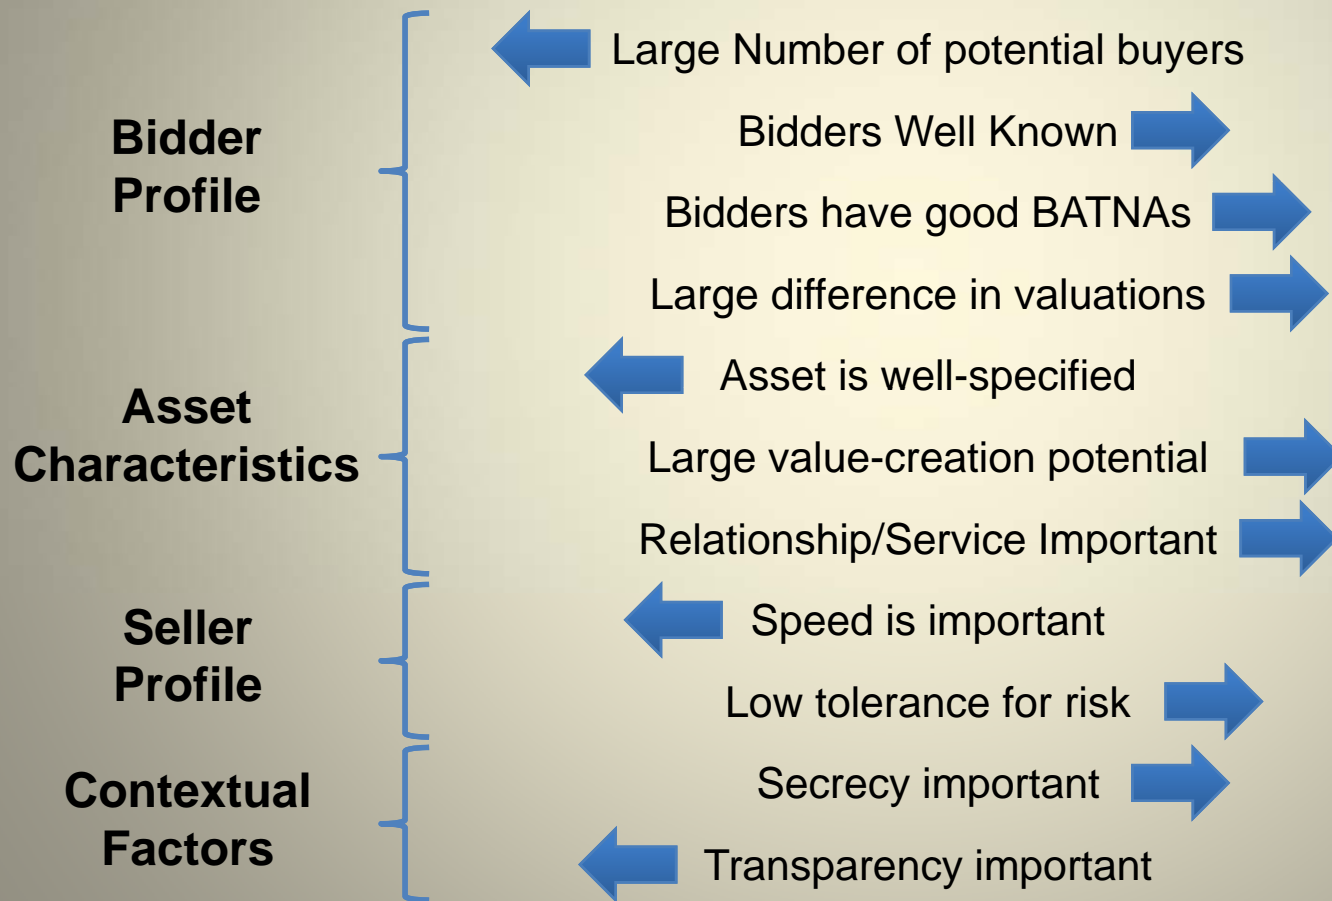 Large Number of potential buyers
Bidder
Profile
Bidders Well Known
Bidders have good BATNAs
Large difference in valuations
Asset
Characteristics
Asset is well-specified
Large value-creation potential
Relationship/Service Important
Seller
Profile
Speed is important
Low tolerance for risk
Contextual
Factors
Secrecy important
Transparency important